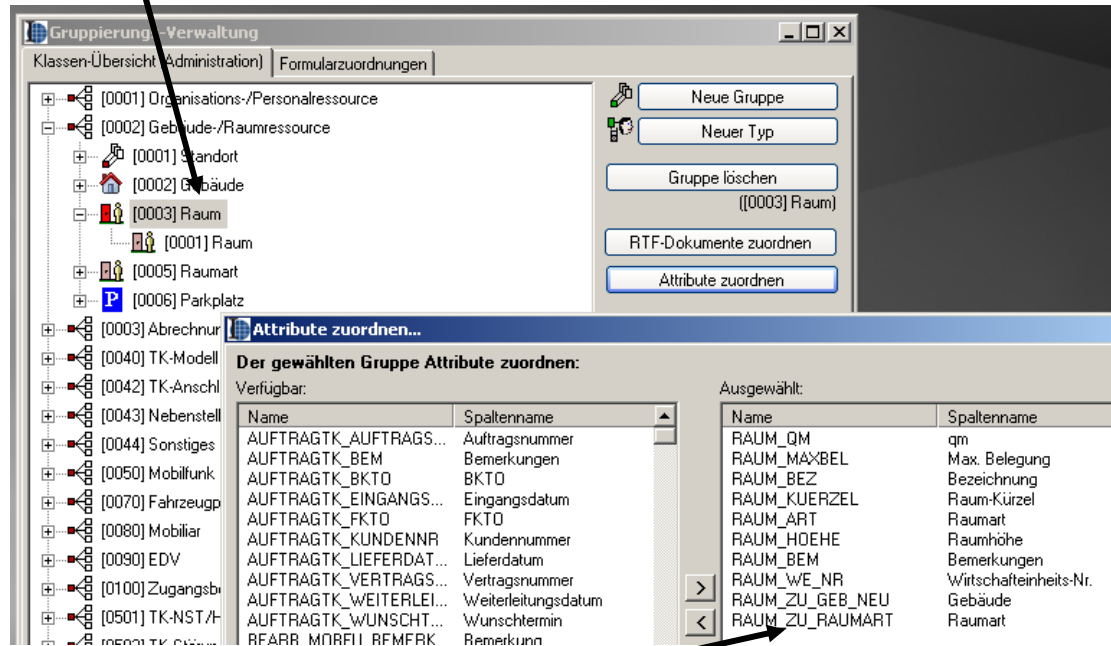 Gruppierungs-Verwaltung
Klassen-Übersicht (Administration) Formularzuordnungen
[0001] Organisations-/Personalressource
[0002] Gebäude-/Raumressource
[0001] Standort
[0002] Gebäude
[0003] Raum
[0001] Raum
[0005] Raumart
[0006] Parkplatz
[0003] Abrechnur
[0040] TK-Modell
[0042] TK-Anschl
[0043] Nebenstell
[0044] Sonstiges
[0050] Mobilfunk
[0070] Fahrzeugp
[0080] Mobiliar
[0090] EDV
[0100] Zugangsb
[0501] TK-NST/H
Neue Gruppe
Neuer Typ
Gruppe löschen
([0003] Raum)
RTF-Dokumente zuordnen
Attribute zuordnen
Attribute zuordnen...
Der gewählten Gruppe Attribute zuordnen:
Verfügbar:
Name Spaltenname
AUFTRAGTK_AUFTRAGS... Auftragsnummer
AUFTRAGTK_BEM Bemerkungen
AUFTRAGTK_BKTO BKTO
AUFTRAGTK_EINGANGS... Eingangsdatum
AUFTRAGTK_FKTO FKTO
AUFTRAGTK_KUNDENNR Kundennummer
AUFTRAGTK_LIEFERDAT... Lieferdatum
AUFTRAGTK_VERTRAGS... Vertragsnummer
AUFTRAGTK_WEITERLEI... Weiterleitungsdatum
AUFTRAGTK_WUNSCHT... Wunschtermin
BEARB_MOBELL_BEMERK Bemerkung
>
<
Ausgewählt:
Name Spaltenname
RAUM_QM qm
RAUM_MAXBEL Max. Belegung
RAUM_BEZ Bezeichnung
RAUM_KUERZEL Raum-Kürzel
RAUM_ART Raumart
RAUM_HOEHE Raumhöhe
RAUM_BEM Bemerkungen
RAUM_WE_NR Wirtschafteinheits-Nr.
RAUM_ZU_GEB_NEU Gebäude
RAUM_ZU_RAUMART Raumart